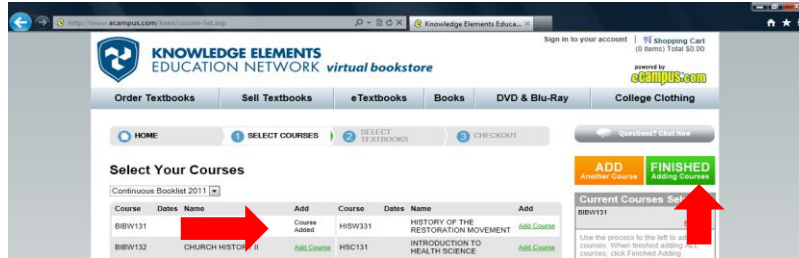 http://www.ecampus.com/keen/course-list.asp
Knowledge Elements Educa...
Sign in to your account | Shopping Cart
(0 items) Total $0.00
KNOWLEDGE ELEMENTS
EDUCATION NETWORK virtual bookstore
powered by
ecampus.com
Order Textbooks Sell Textbooks eTextbooks Books DVD & Blu-Ray College Clothing
HOME 1 SELECT COURSES 2 SELECT TEXTBOOKS 3 CHECKOUT Questions? Chat Now
Select Your Courses
ADD Another Course FINISHED Adding Courses
Continuous Booklist 2011
Current Courses
Course Dates Name Add Course Dates Name Add
BIBW131
BIBW131 Course Added HISW331 HISTORY OF THE RESTORATION MOVEMENT Add Course
Use the process to the left to
courses. When finished adding
courses, click Finished Adding
BIBW132 CHURCH HISTORY II Add Course HSC131 INTRODUCTION TO HEALTH SCIENCE Add Course